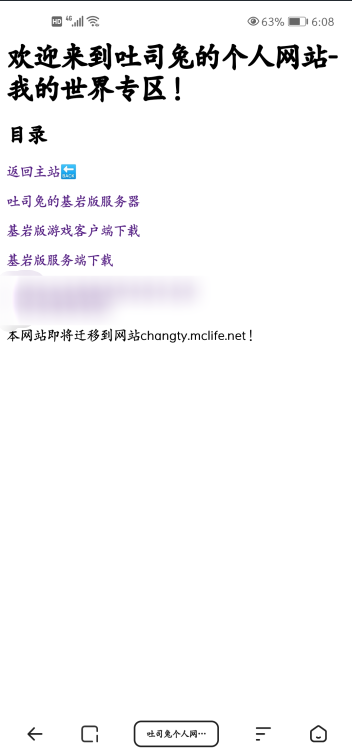 HD 4G 63% 6:08
欢迎来到吐司兔的个人网站-
我的世界专区！
目录
返回主站🔙
吐司兔的基岩版服务器
基岩版游戏客户端下载
基岩版服务端下载
本网站即将迁移到网站changty.mclife.net！
吐司兔个人网…